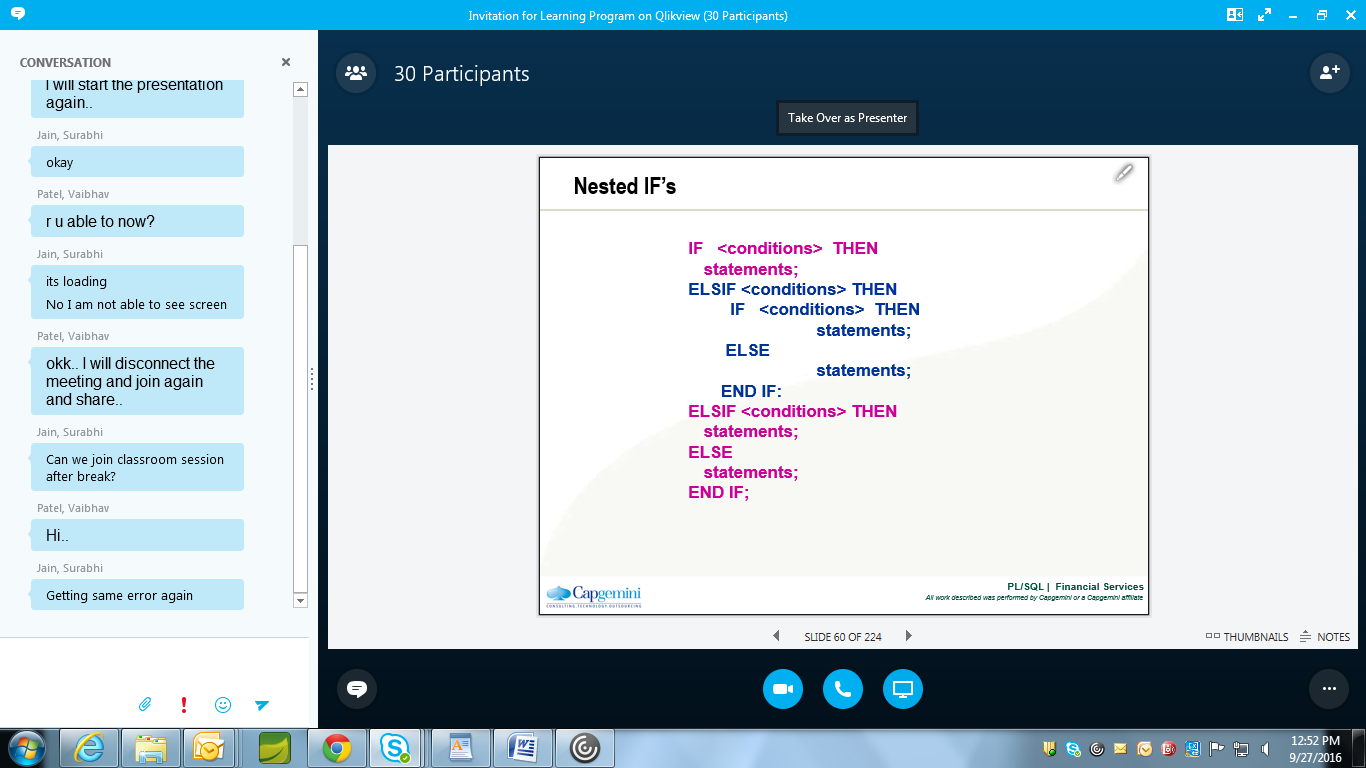 Invitation for Learning Program on Qlikview (30 Participants)
CONVERSATION
I will start the presentation
again..
Jain, Surabhi
okay
Patel, Vaibhav
r u able to now?
Jain, Surabhi
its loading
No I am not able to see screen
Patel, Vaibhav
okk.. I will disconnect the
meeting and join again
and share..
Jain, Surabhi
Can we join classroom session
after break?
Patel, Vaibhav
Hi..
Jain, Surabhi
Getting same error again
30 Participants
Take Over as Presenter
Nested IF’s
IF <conditions> THEN
statements;
ELSIF <conditions> THEN
IF <conditions> THEN
statements;
ELSE
statements;
END IF:
ELSIF <conditions> THEN
statements;
ELSE
statements;
END IF;
Capgemini
CONSULTING.TECHNOLOGY.OUTSOURCING
PL/SQL | Financial Services
All work described was performed by Capgemini or a Capgemini affiliate
SLIDE 60 OF 224
THUMBNAILS
NOTES
12:52 PM
9/27/2016